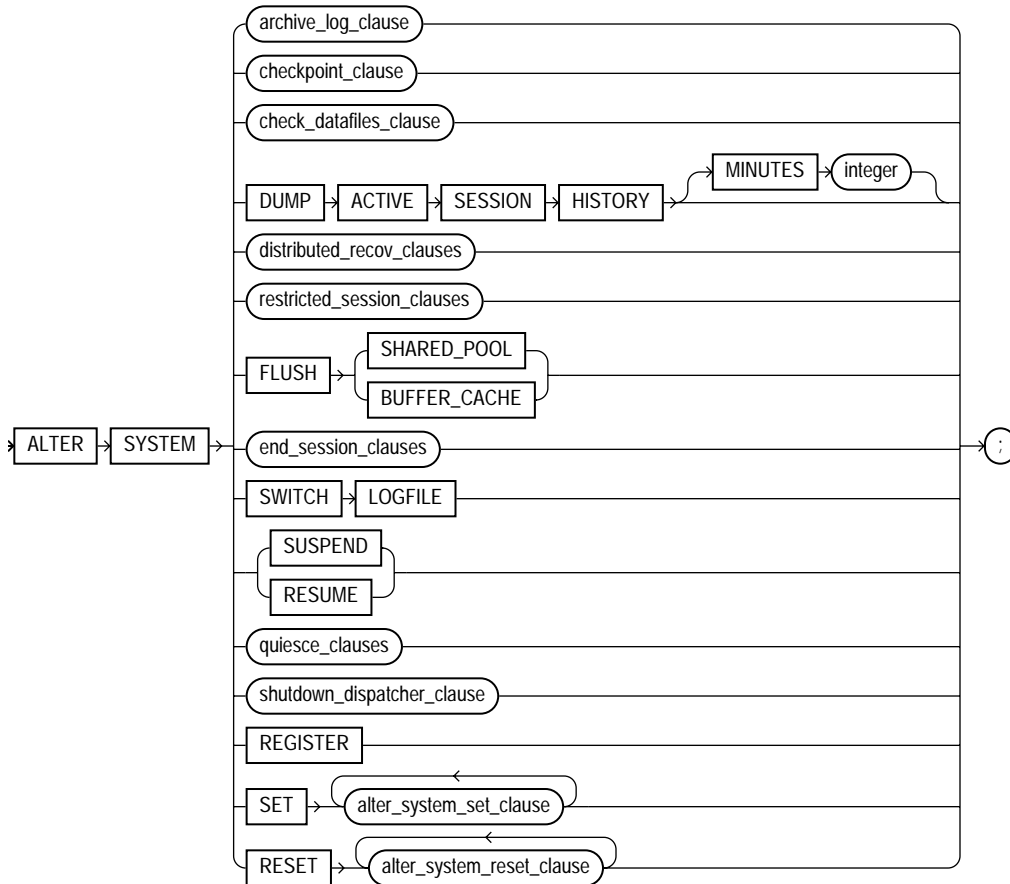 archive_log_clause
checkpoint_clause
check_datafiles_clause
MINUTES integer
DUMP ACTIVE SESSION HISTORY
distributed_recov_clauses
restricted_session_clauses
SHARED_POOL
FLUSH
BUFFER_CACHE
ALTER SYSTEM end_session_clauses ;
SWITCH LOGFILE
SUSPEND
RESUME
quiesce_clauses
shutdown_dispatcher_clause
REGISTER
SET alter_system_set_clause
RESET alter_system_reset_clause